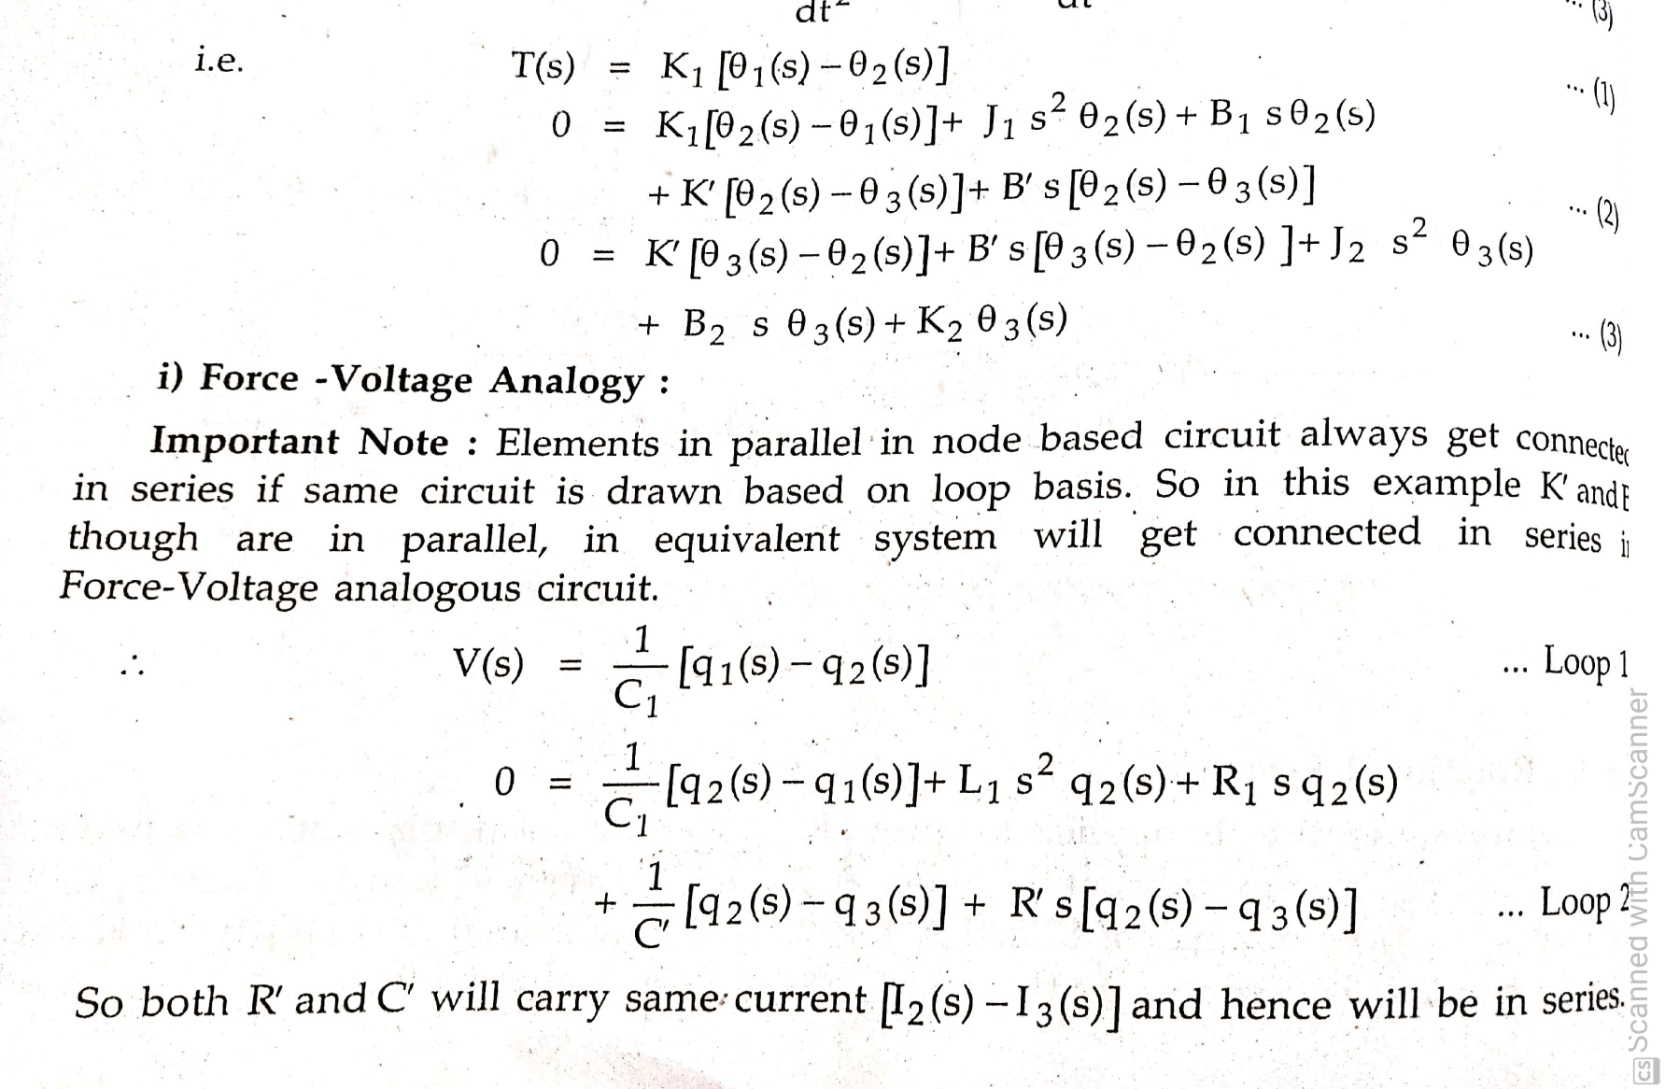 dt² dt ... (3)
i.e. T(s) = K₁ [θ₁(s) – θ₂(s)] ... (1)
0 = K₁[θ₂(s) – θ₁(s)] + J₁ s² θ₂(s) + B₁ sθ₂(s)
+ K' [θ₂(s) – θ₃(s)] + B' s [θ₂(s) – θ₃(s)] ... (2)
0 = K' [θ₃(s) – θ₂(s)] + B' s [θ₃(s) – θ₂(s) ] + J₂ s² θ₃(s)
+ B₂ s θ₃(s) + K₂ θ₃(s) ... (3)
i) Force -Voltage Analogy :
Important Note : Elements in parallel in node based circuit always get connected
in series if same circuit is drawn based on loop basis. So in this example K' and
though are in parallel, in equivalent system will get connected in series
Force-Voltage analogous circuit.
∴ V(s) = 1/C₁ [q₁(s) – q₂(s)] ... Loop 1
0 = 1/C₁ [q₂(s) – q₁(s)] + L₁ s² q₂(s) + R₁ s q₂(s)
+ 1/C' [q₂(s) – q₃(s)] + R' s [q₂(s) – q₃(s)] ... Loop 2
So both R' and C' will carry same current [I₂(s) – I₃(s)] and hence will be in series.
CS Scanned with CamScanner